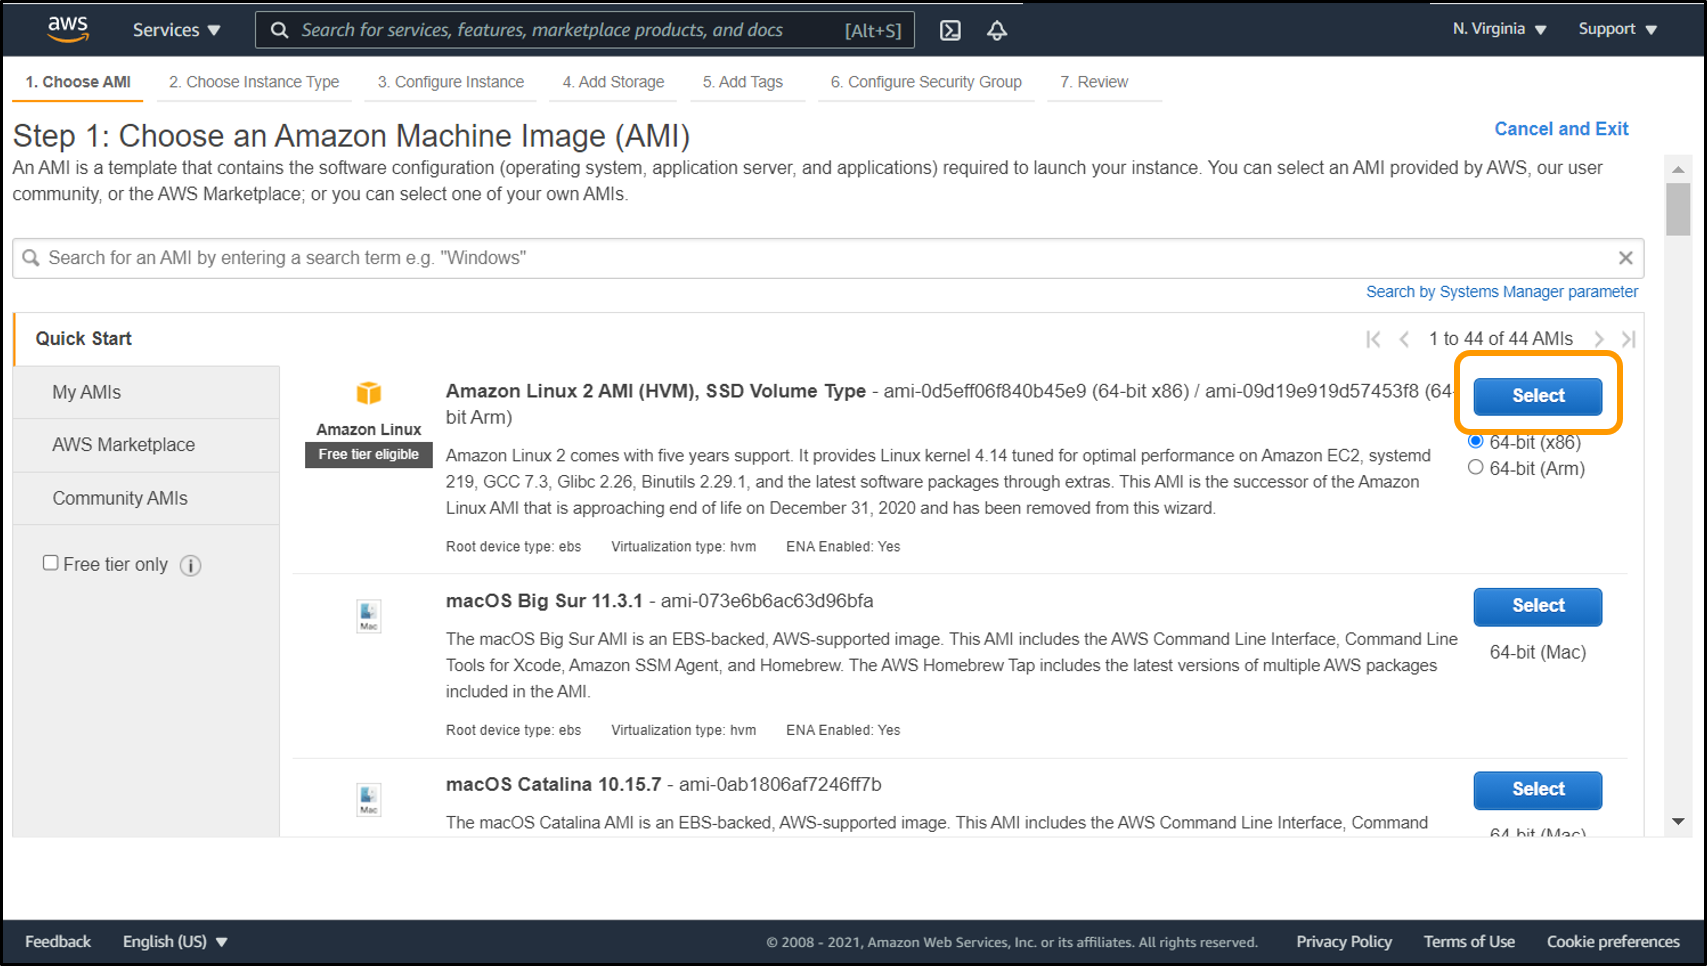 aws Services Search for services, features, marketplace products, and docs [Alt+S] N. Virginia Support
1. Choose AMI 2. Choose Instance Type 3. Configure Instance 4. Add Storage 5. Add Tags 6. Configure Security Group 7. Review
Step 1: Choose an Amazon Machine Image (AMI)
Cancel and Exit
An AMI is a template that contains the software configuration (operating system, application server, and applications) required to launch your instance. You can select an AMI provided by AWS, our user
community, or the AWS Marketplace; or you can select one of your own AMIs.
Search for an AMI by entering a search term e.g. "Windows"
Search by Systems Manager parameter
Quick Start
1 to 44 of 44 AMIs
My AMIs
AWS Marketplace
Community AMIs
Free tier only
Amazon Linux
Free tier eligible
Amazon Linux 2 AMI (HVM), SSD Volume Type - ami-0d5eff06f840b45e9 (64-bit x86) / ami-09d19e919d57453f8 (64-
bit Arm)
Amazon Linux 2 comes with five years support. It provides Linux kernel 4.14 tuned for optimal performance on Amazon EC2, systemd
219, GCC 7.3, Glibc 2.26, Binutils 2.29.1, and the latest software packages through extras. This AMI is the successor of the Amazon
Linux AMI that is approaching end of life on December 31, 2020 and has been removed from this wizard.
Root device type: ebs Virtualization type: hvm ENA Enabled: Yes
Select
64-bit (x86)
64-bit (Arm)
Mac
macOS Big Sur 11.3.1 - ami-073e6b6ac63d96bfa
The macOS Big Sur AMI is an EBS-backed, AWS-supported image. This AMI includes the AWS Command Line Interface, Command Line
Tools for Xcode, Amazon SSM Agent, and Homebrew. The AWS Homebrew Tap includes the latest versions of multiple AWS packages
included in the AMI.
Root device type: ebs Virtualization type: hvm ENA Enabled: Yes
Select
64-bit (Mac)
Mac
macOS Catalina 10.15.7 - ami-0ab1806af7246ff7b
The macOS Catalina AMI is an EBS-backed, AWS-supported image. This AMI includes the AWS Command Line Interface, Command
Select
64-bit (Mac)
Feedback English (US) © 2008 - 2021, Amazon Web Services, Inc. or its affiliates. All rights reserved. Privacy Policy Terms of Use Cookie preferences